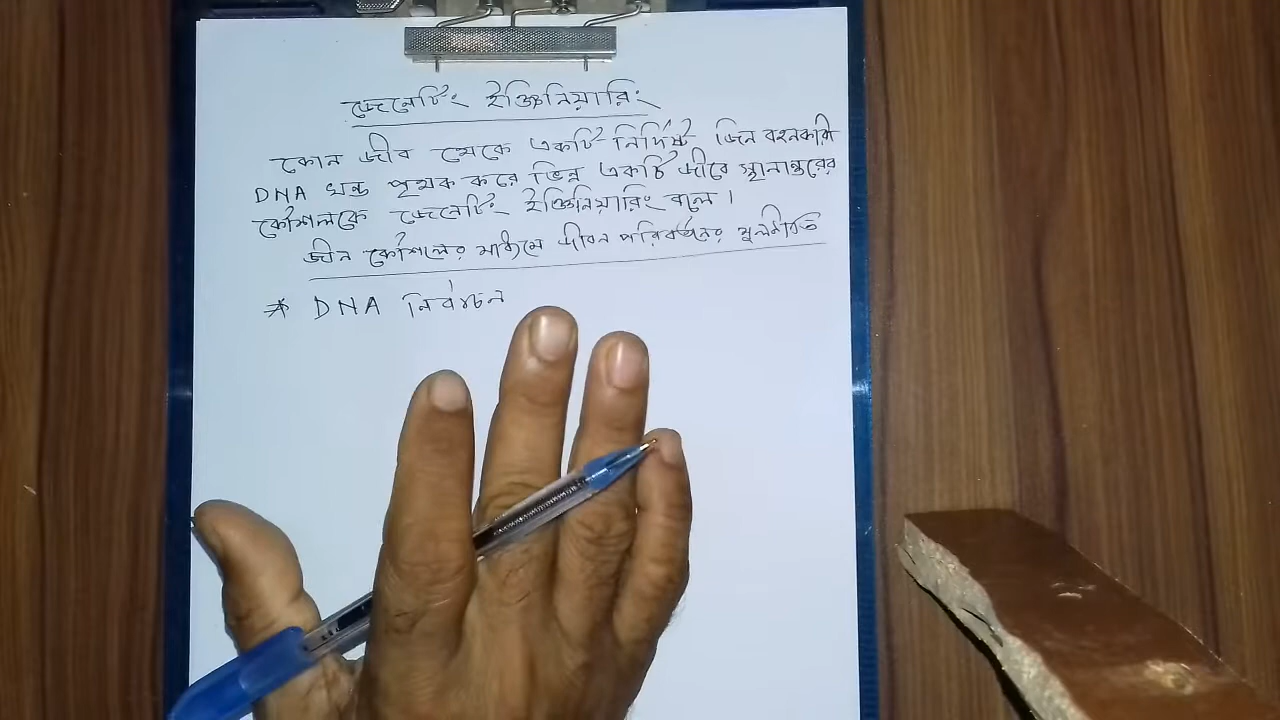 জেনেটিং ইঞ্জিনিয়ারিং
কোন জীব থেকে একটি নির্দিষ্ট জিন বহনকারী
DNA খন্ড পৃথক করে ভিন্ন একটি জীবে স্থানান্তরের
কৌশলকে জেনেটিং ইঞ্জিনিয়ারিং বলে।
জীন কৌশলের মাধ্যমে জীবন পরিবর্ধনের মূলনীতি
* DNA নির্বাচন